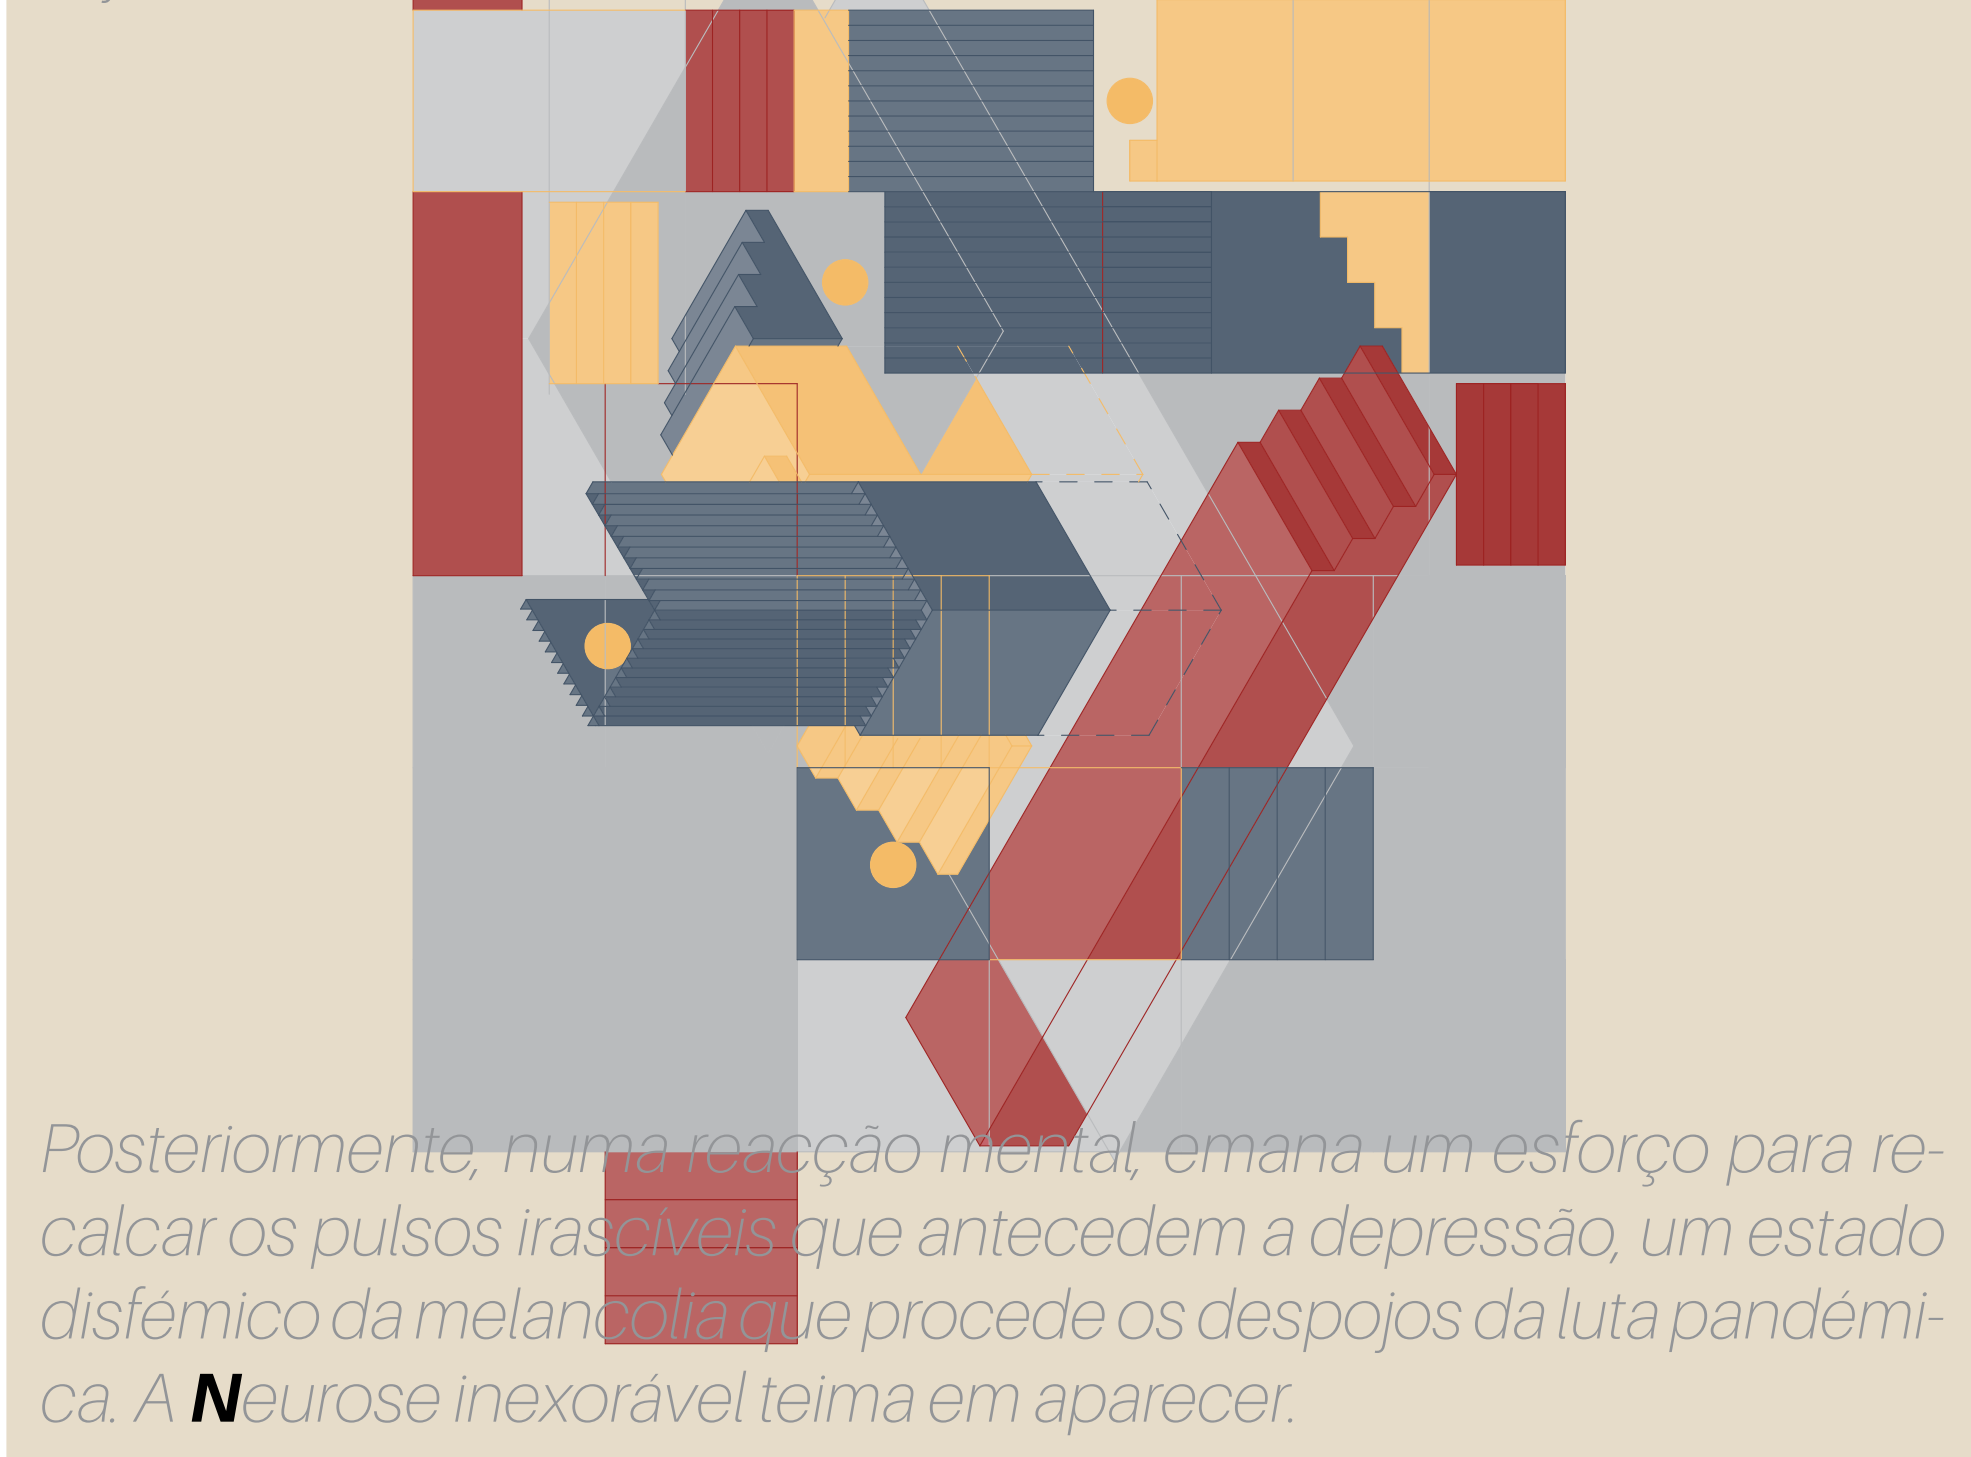 Posteriormente, numa reacção mental, emana um esforço para re-
calcar os pulsos irascíveis que antecedem a depressão, um estado
disfémico da melancolia que procede os despojos da luta pandémi-
ca. A Neurose inexorável teima em aparecer.